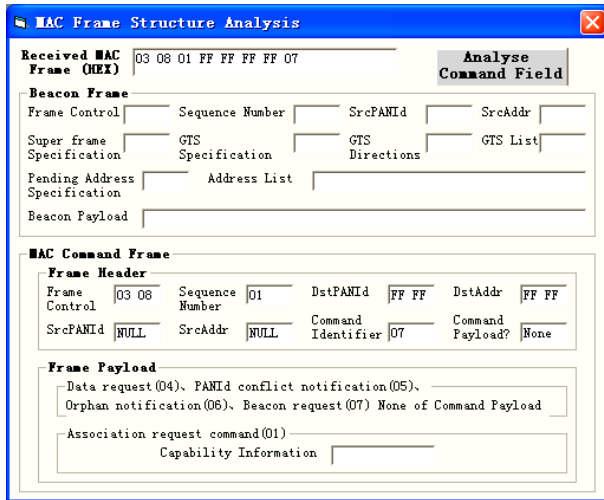 MAC Frame Structure Analysis
Received MAC Frame (HEX) 03 08 01 FF FF FF FF 07
Analyse Command Field
Beacon Frame
Frame Control Sequence Number SrcPANId SrcAddr
Super frame Specification GTS Specification GTS Directions GTS List
Pending Address Specification Address List
Beacon Payload
MAC Command Frame
Frame Header
Frame Control 03 08 Sequence Number 01 DstPANId FF FF DstAddr FF FF
SrcPANId NULL SrcAddr NULL Command Identifier 07 Command Payload? None
Frame Payload
Data request(04)、PANId conflict notification(05)、
Orphan notification(06)、Beacon request(07) None of Command Payload
Association request command(01)
Capability Information